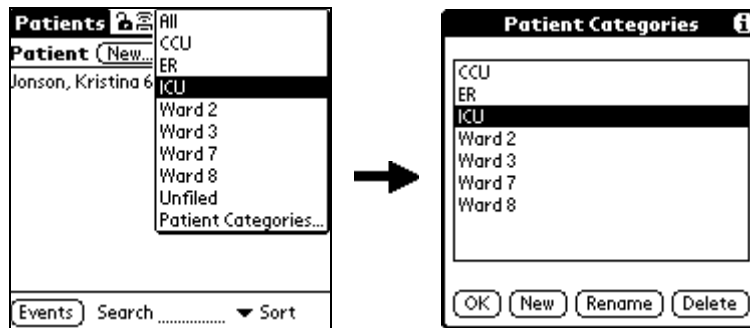 Patients
Patient New...
Jonson, Kristina 6
All
CCU
ER
ICU
Ward 2
Ward 3
Ward 7
Ward 8
Unfiled
Patient Categories...
Events Search Sort
Patient Categories i
CCU
ER
ICU
Ward 2
Ward 3
Ward 7
Ward 8
OK New Rename Delete